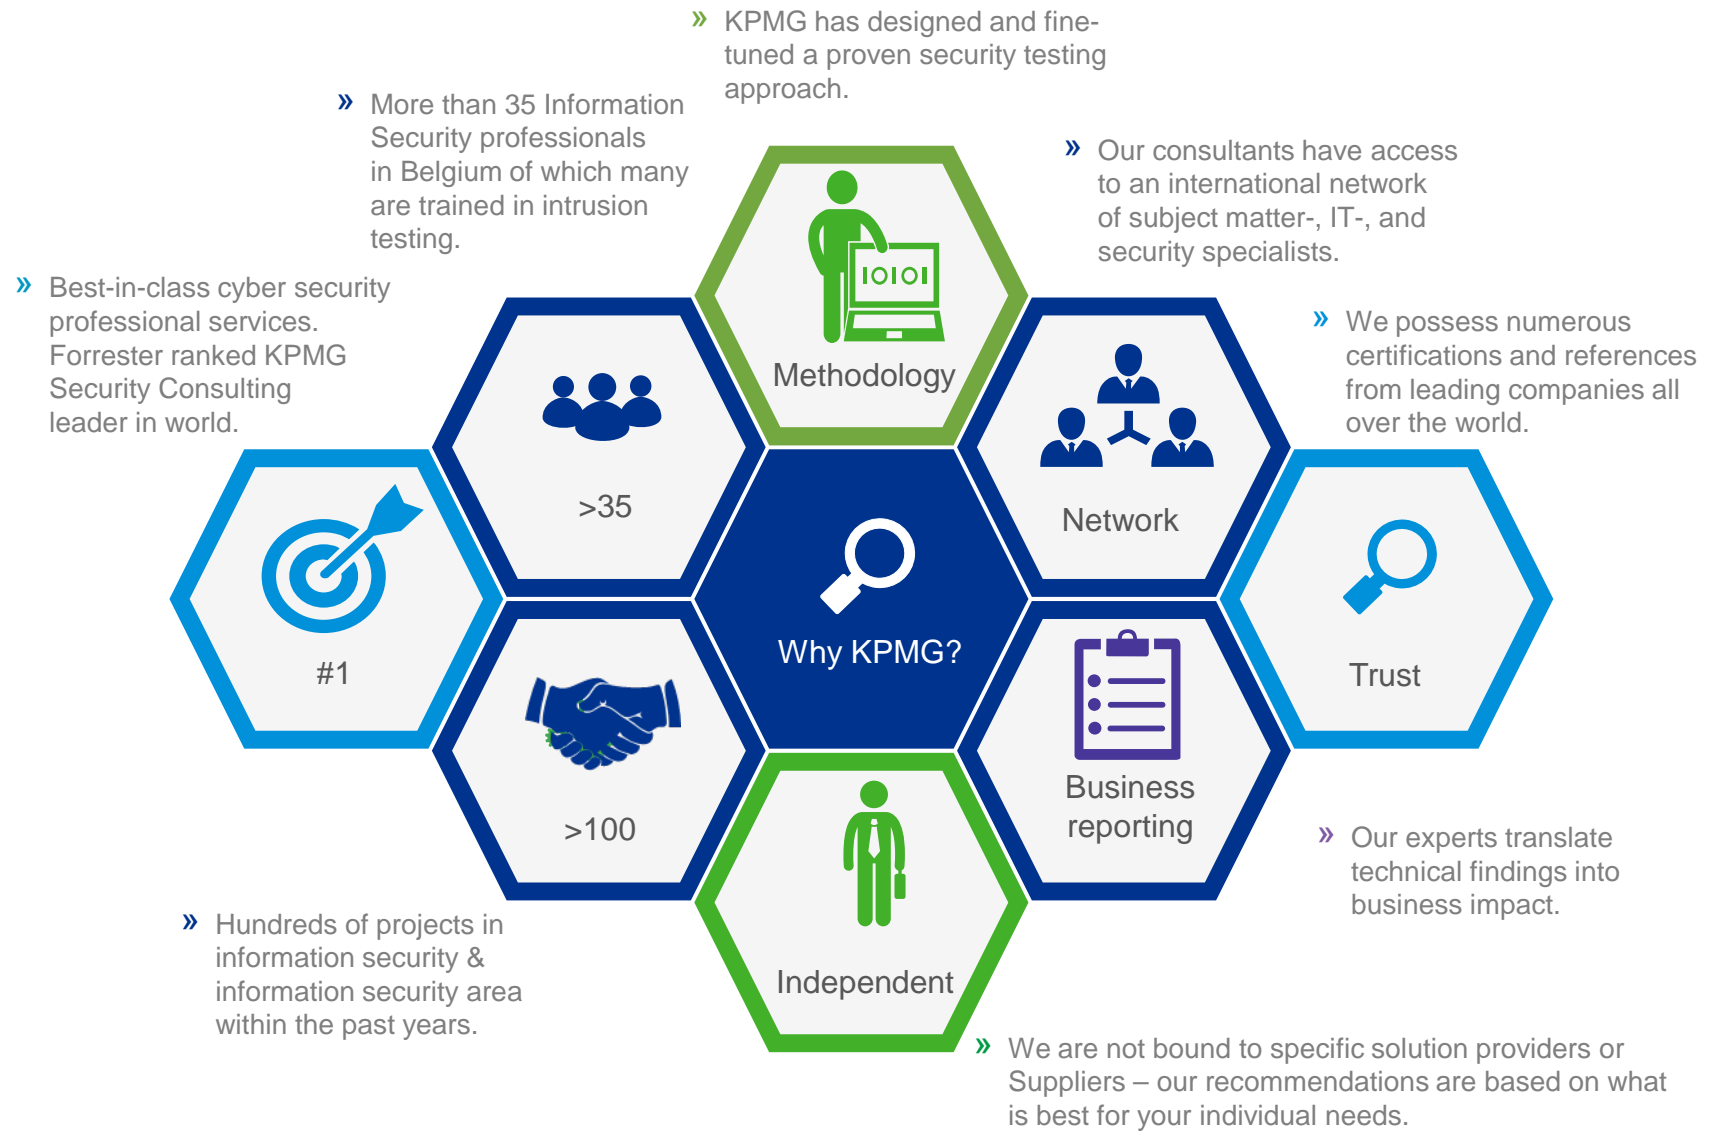 » KPMG has designed and fine-
tuned a proven security testing
approach.
» More than 35 Information
Security professionals
in Belgium of which many
are trained in intrusion
testing.
» Our consultants have access
to an international network
of subject matter-, IT-, and
security specialists.
» Best-in-class cyber security
professional services.
Forrester ranked KPMG
Security Consulting
leader in world.
» We possess numerous
certifications and references
from leading companies all
over the world.
IOIOI
Methodology
>35
Network
#1
Why KPMG?
Trust
>100
Business
reporting
Independent
» Our experts translate
technical findings into
business impact.
» Hundreds of projects in
information security &
information security area
within the past years.
» We are not bound to specific solution providers or
Suppliers – our recommendations are based on what
is best for your individual needs.